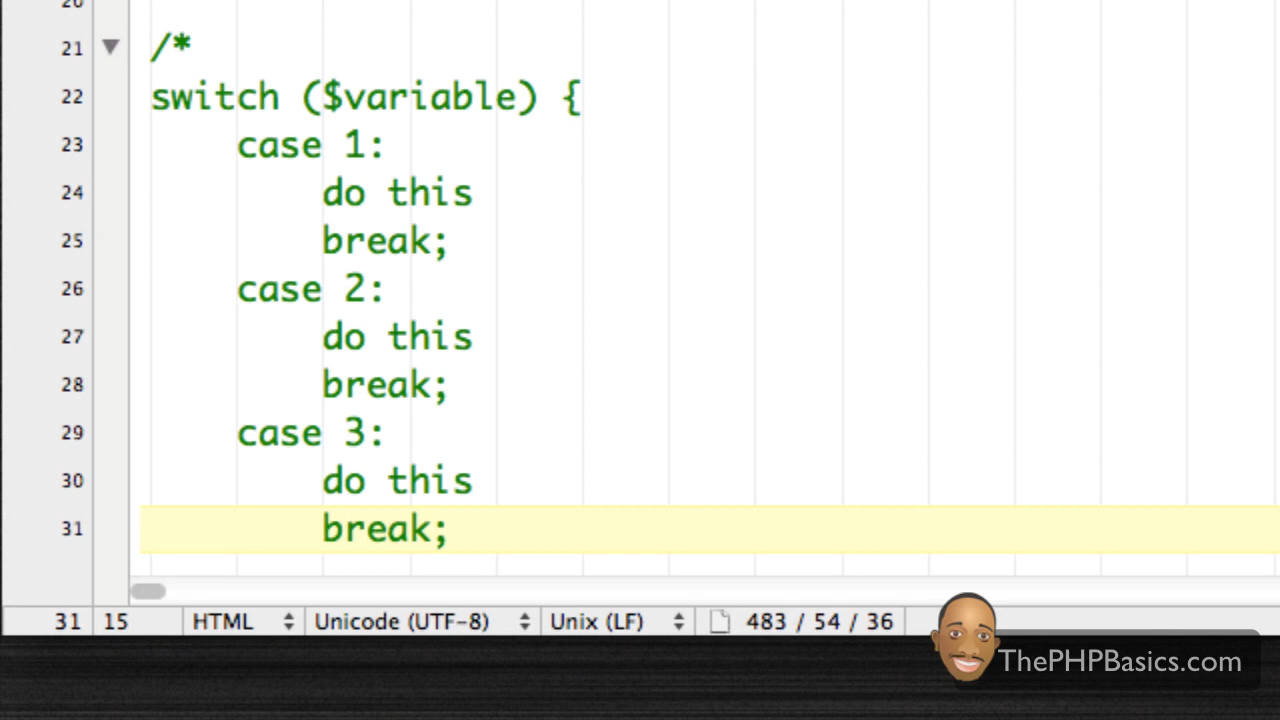 20
21 /*
22 switch ($variable) {
23 case 1:
24 do this
25 break;
26 case 2:
27 do this
28 break;
29 case 3:
30 do this
31 break;
31 15 HTML Unicode (UTF-8) Unix (LF) 483 / 54 / 36
ThePHPBasics.com